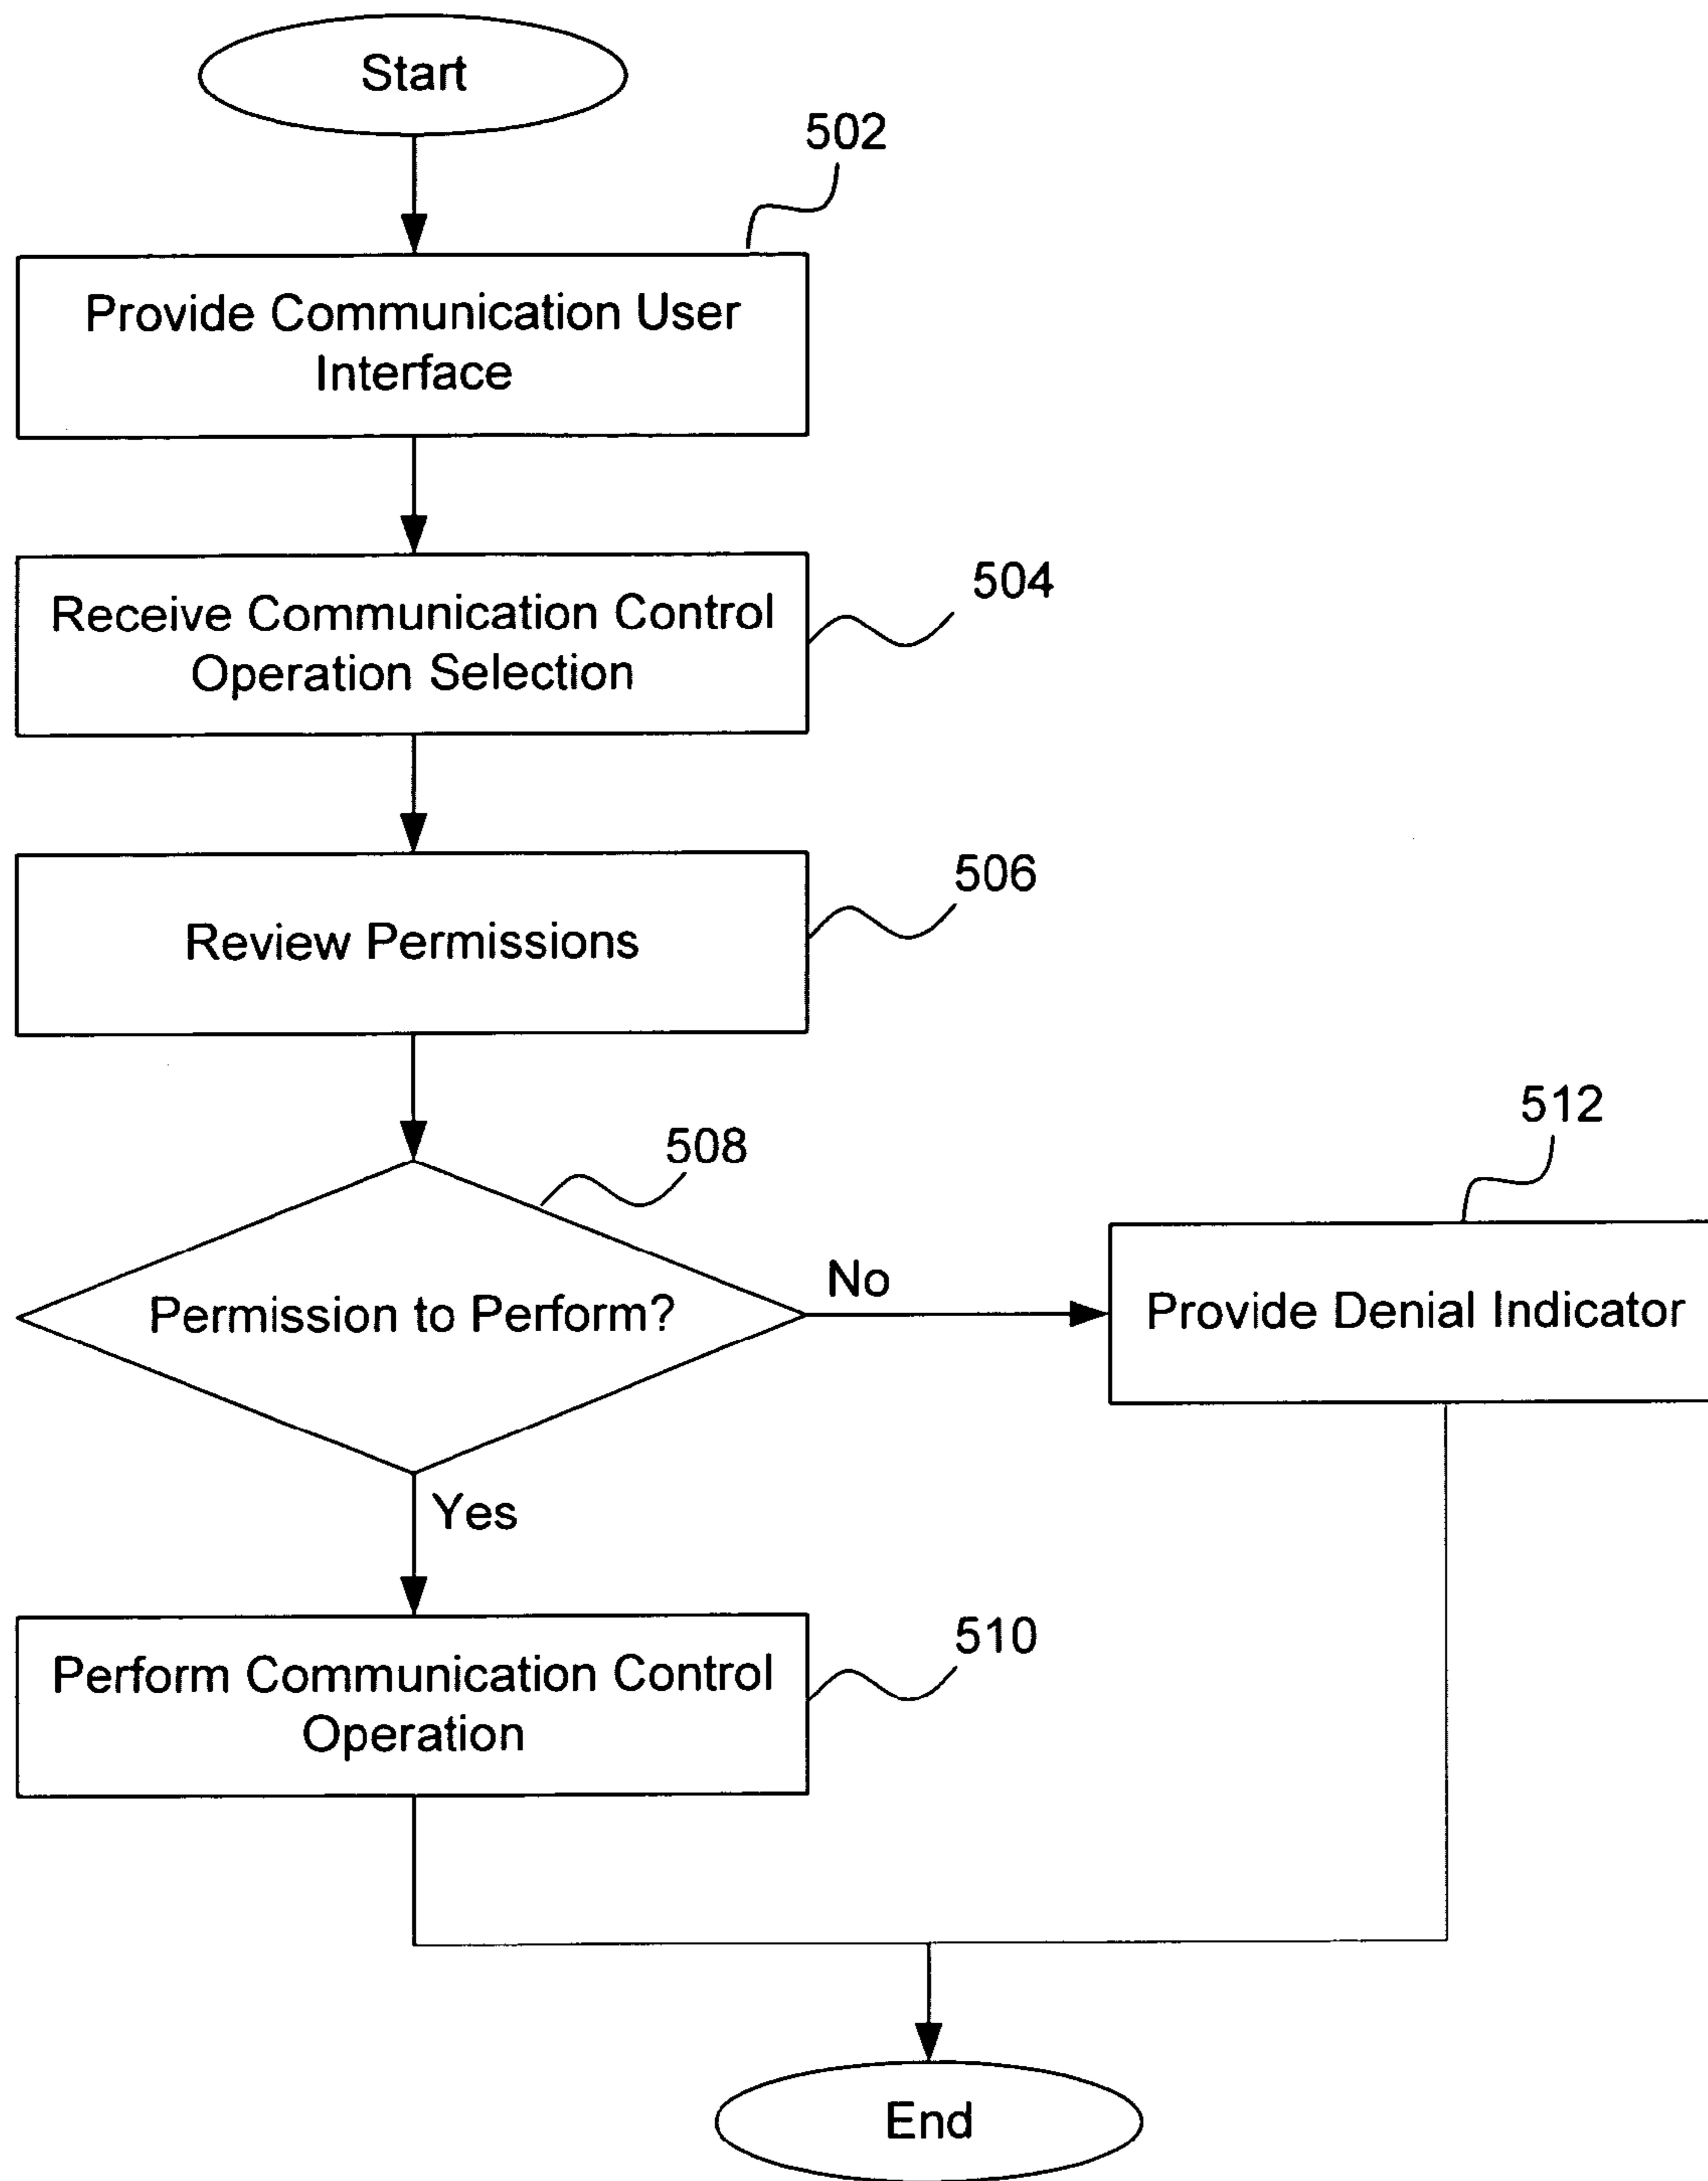 Start
502
Provide Communication User
Interface
504
Receive Communication Control
Operation Selection
506
Review Permissions
508
512
Permission to Perform?
No
Provide Denial Indicator
Yes
510
Perform Communication Control
Operation
End